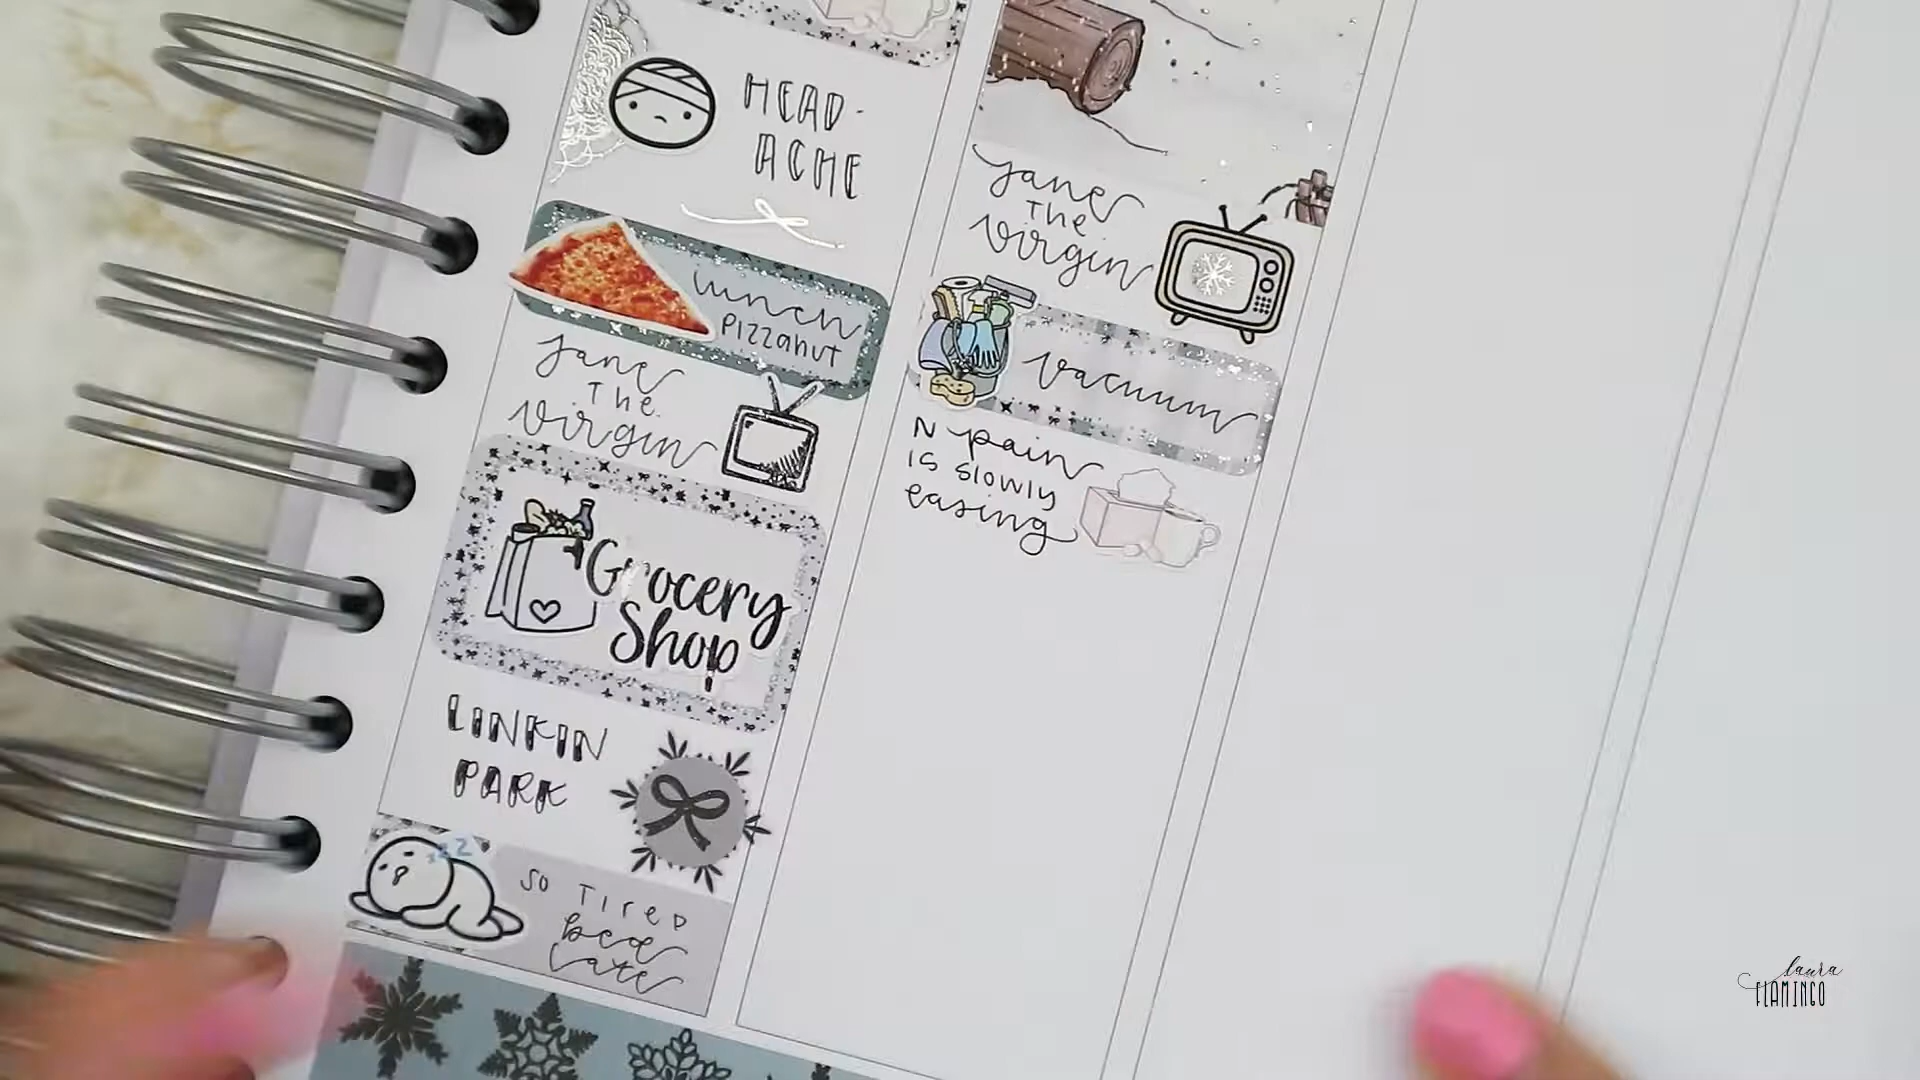 HEAD-
ACHE
lunch
PIZZAHUT
Jane
THE
Virgin
Grocery
Shop
LINKIN
PARK
zzZ
SO TIRED
bed
late
Jane
THE
Virgin
vacuum
N pain
IS SLOWLY
easing
laura
FLAMINGO